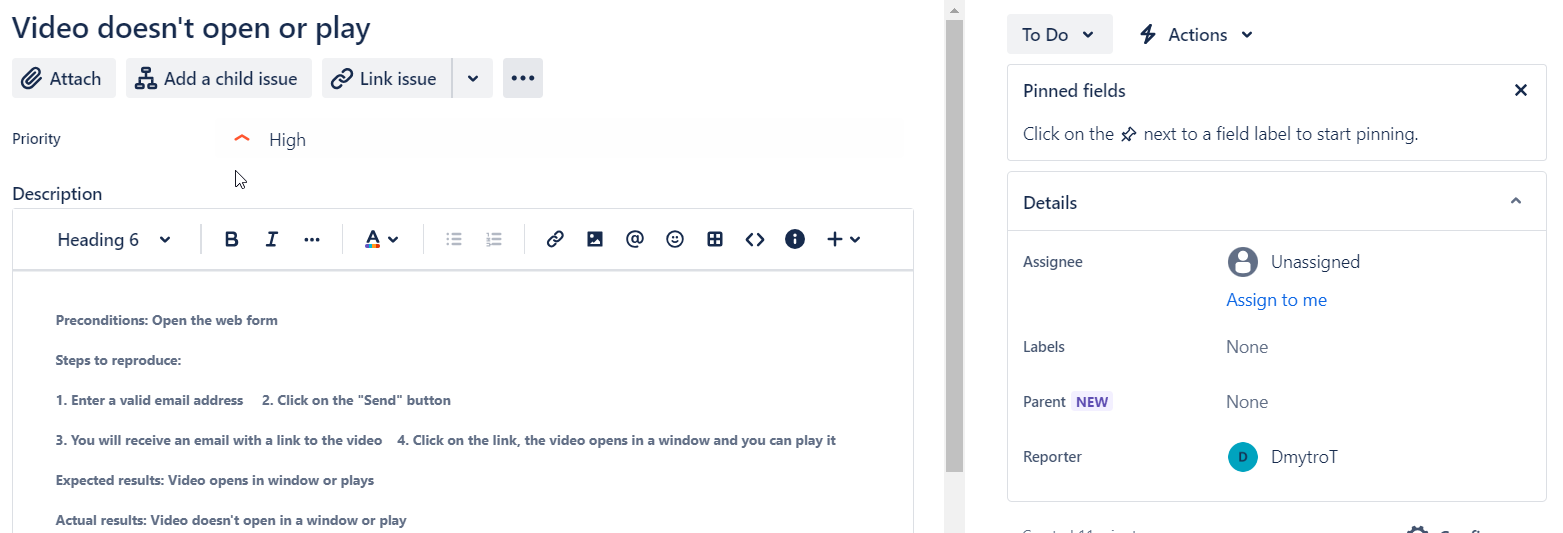 Video doesn't open or play
Attach
Add a child issue
Link issue
Priority
High
Description
Heading 6
B I A
Preconditions: Open the web form
Steps to reproduce:
1. Enter a valid email address 2. Click on the "Send" button
3. You will receive an email with a link to the video 4. Click on the link, the video opens in a window and you can play it
Expected results: Video opens in window or plays
Actual results: Video doesn't open in a window or play
To Do
Actions
Pinned fields
Click on the next to a field label to start pinning.
Details
Assignee
Unassigned
Assign to me
Labels
None
Parent NEW
None
Reporter
D DmytroT